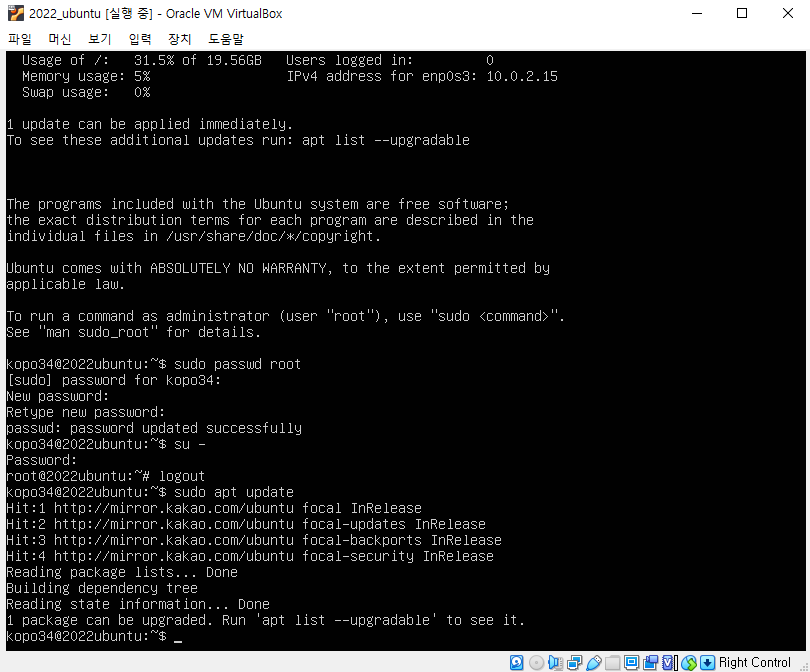 2022_ubuntu [실행 중] - Oracle VM VirtualBox
파일 머신 보기 입력 장치 도움말
Usage of /: 31.5% of 19.56GB Users logged in: 0
Memory usage: 5% IPv4 address for enp0s3: 10.0.2.15
Swap usage: 0%
1 update can be applied immediately.
To see these additional updates run: apt list --upgradable
The programs included with the Ubuntu system are free software;
the exact distribution terms for each program are described in the
individual files in /usr/share/doc/*/copyright.
Ubuntu comes with ABSOLUTELY NO WARRANTY, to the extent permitted by
applicable law.
To run a command as administrator (user "root"), use "sudo <command>".
See "man sudo_root" for details.
kopo34@2022ubuntu:~$ sudo passwd root
[sudo] password for kopo34:
New password:
Retype new password:
passwd: password updated successfully
kopo34@2022ubuntu:~$ su -
Password:
root@2022ubuntu:~# logout
kopo34@2022ubuntu:~$ sudo apt update
Hit:1 http://mirror.kakao.com/ubuntu focal InRelease
Hit:2 http://mirror.kakao.com/ubuntu focal-updates InRelease
Hit:3 http://mirror.kakao.com/ubuntu focal-backports InRelease
Hit:4 http://mirror.kakao.com/ubuntu focal-security InRelease
Reading package lists... Done
Building dependency tree
Reading state information... Done
1 package can be upgraded. Run 'apt list --upgradable' to see it.
kopo34@2022ubuntu:~$ _
Right Control